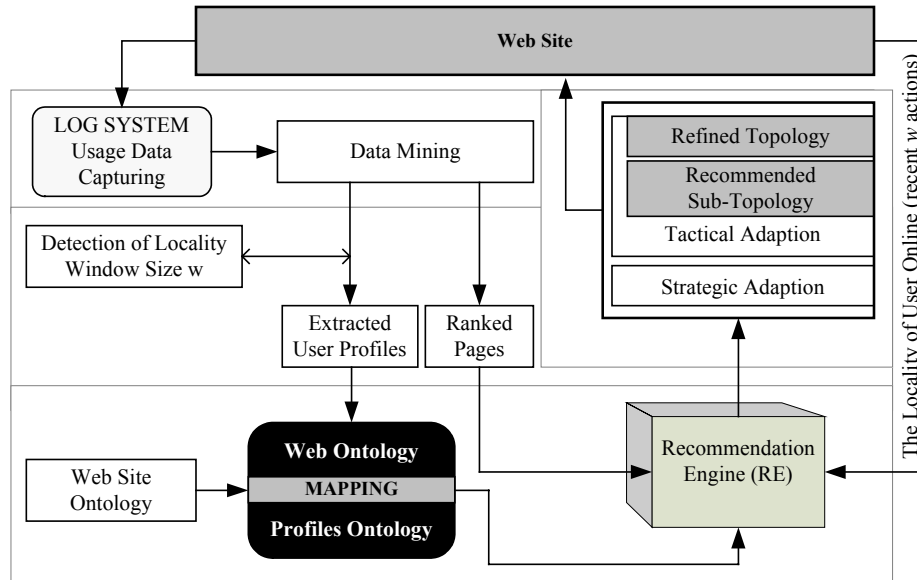 Web Site
LOG SYSTEM
Usage Data
Capturing
Data Mining
Refined Topology
Recommended
Sub-Topology
Tactical Adaption
Strategic Adaption
The Locality of User Online (recent w actions)
Detection of Locality
Window Size w
Extracted
User Profiles
Ranked
Pages
Web Site
Ontology
Web Ontology
MAPPING
Profiles Ontology
Recommendation
Engine (RE)